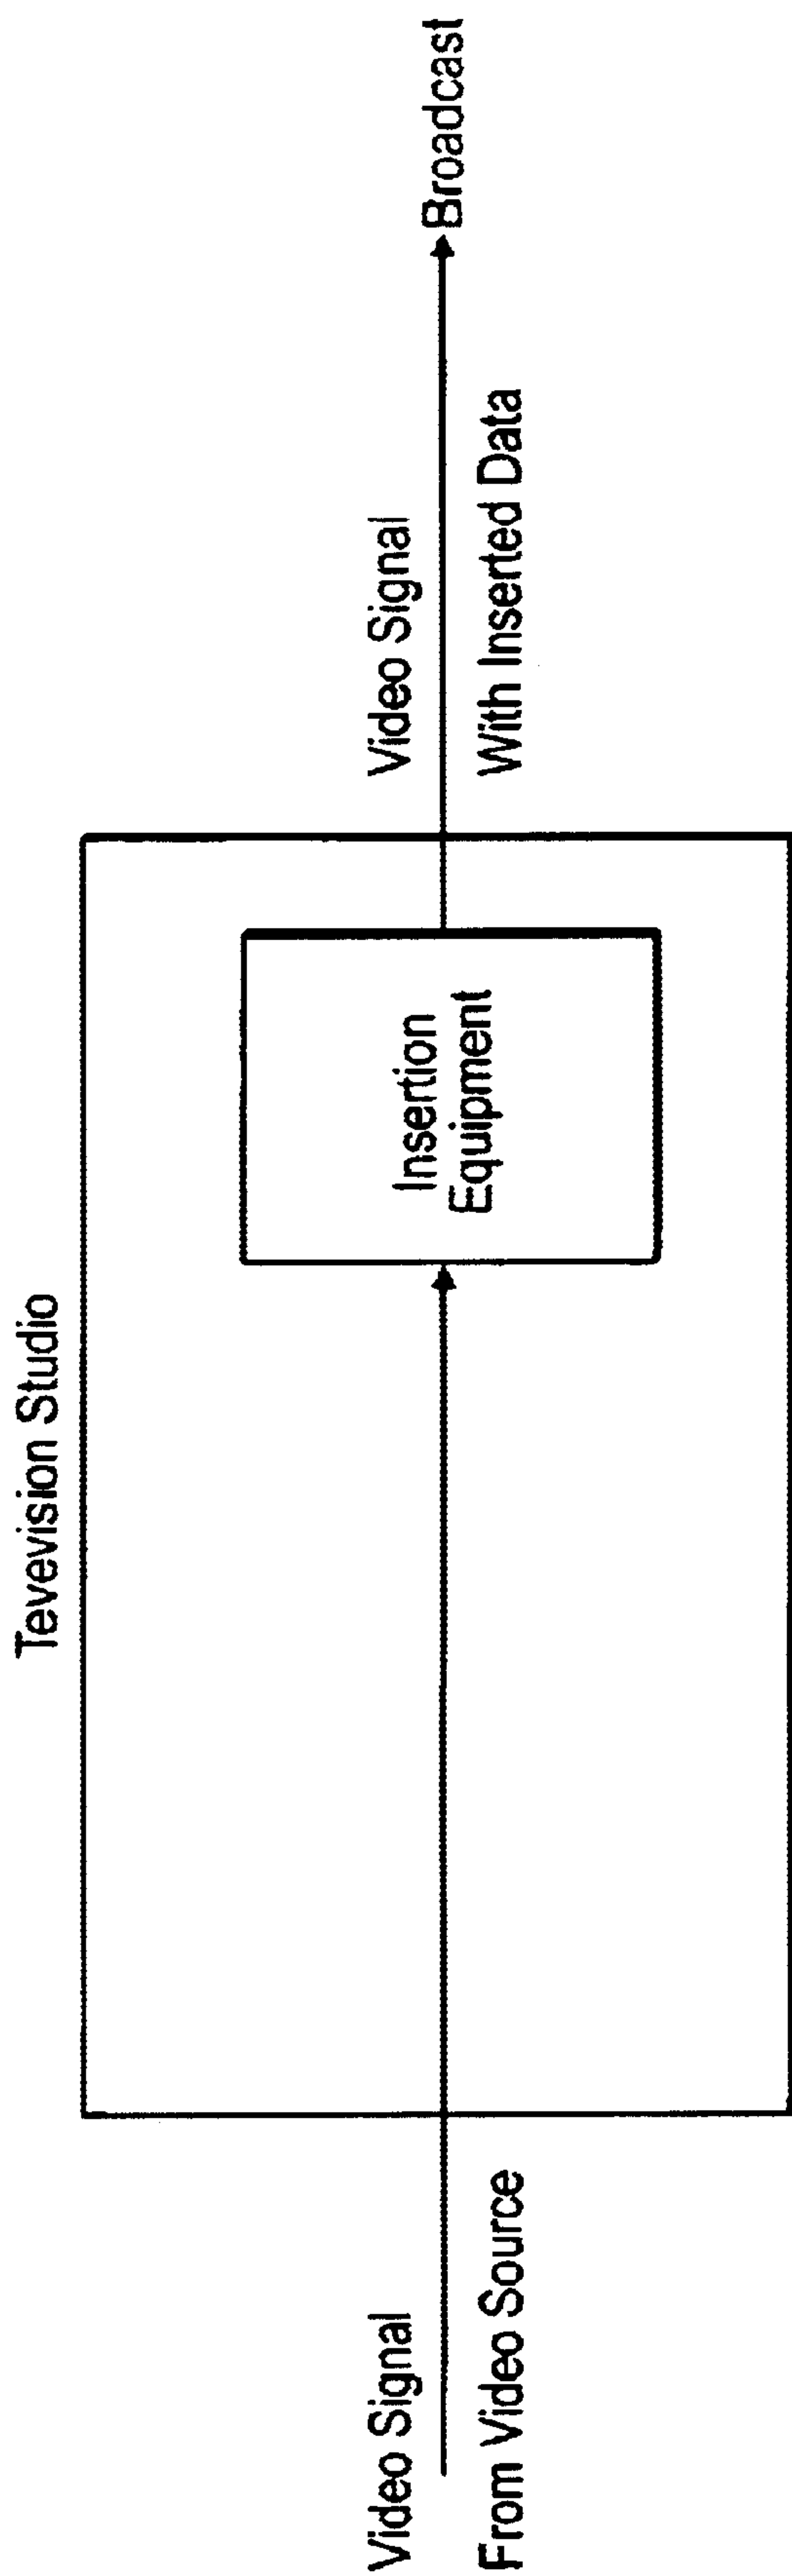 Tevevision Studio
Video Signal
From Video Source
Insertion
Equipment
Video Signal
With Inserted Data
Broadcast